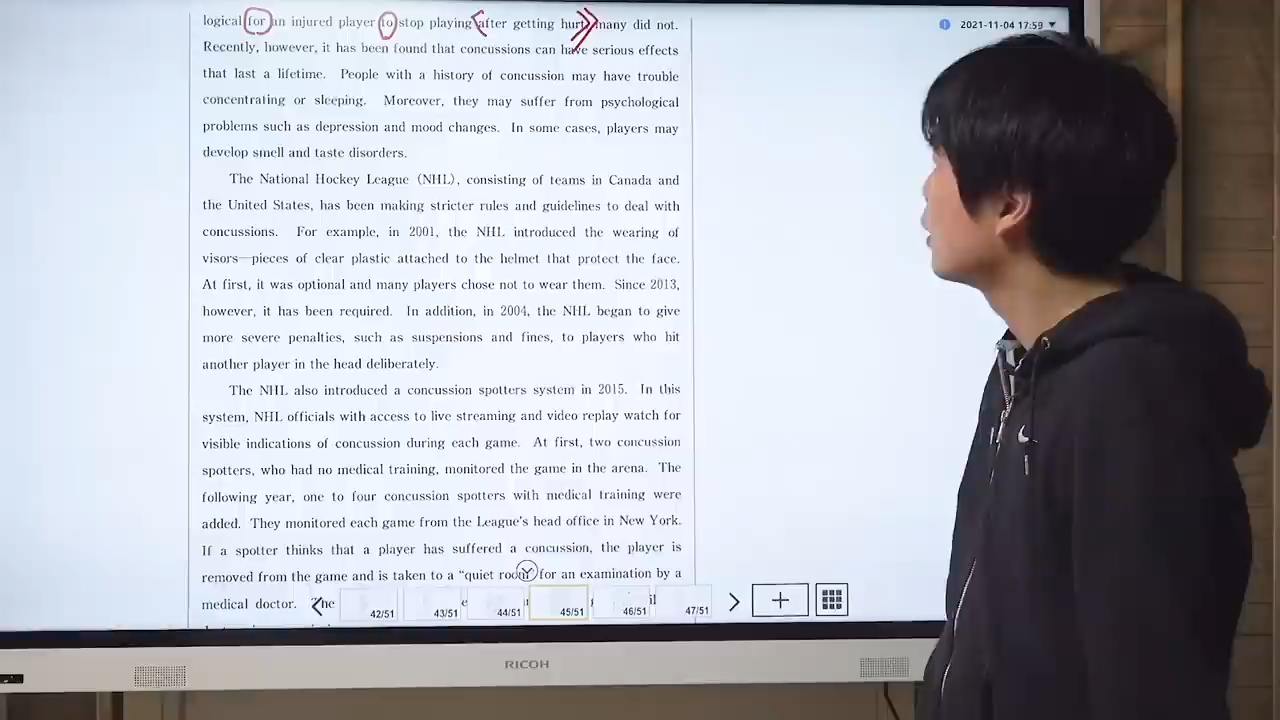 logical for an injured player to stop playing after getting hurt, many did not.
2021-11-04 17:59
Recently, however, it has been found that concussions can have serious effects
that last a lifetime. People with a history of concussion may have trouble
concentrating or sleeping. Moreover, they may suffer from psychological
problems such as depression and mood changes. In some cases, players may
develop smell and taste disorders.
The National Hockey League (NHL), consisting of teams in Canada and
the United States, has been making stricter rules and guidelines to deal with
concussions. For example, in 2001, the NHL introduced the wearing of
visors—pieces of clear plastic attached to the helmet that protect the face.
At first, it was optional and many players chose not to wear them. Since 2013,
however, it has been required. In addition, in 2004, the NHL began to give
more severe penalties, such as suspensions and fines, to players who hit
another player in the head deliberately.
The NHL also introduced a concussion spotters system in 2015. In this
system, NHL officials with access to live streaming and video replay watch for
visible indications of concussion during each game. At first, two concussion
spotters, who had no medical training, monitored the game in the arena. The
following year, one to four concussion spotters with medical training were
added. They monitored each game from the League's head office in New York.
If a spotter thinks that a player has suffered a concussion, the player is
removed from the game and is taken to a “quiet room” for an examination by a
medical doctor.
42/51 43/51 44/51 45/51 46/51 47/51
RICOH